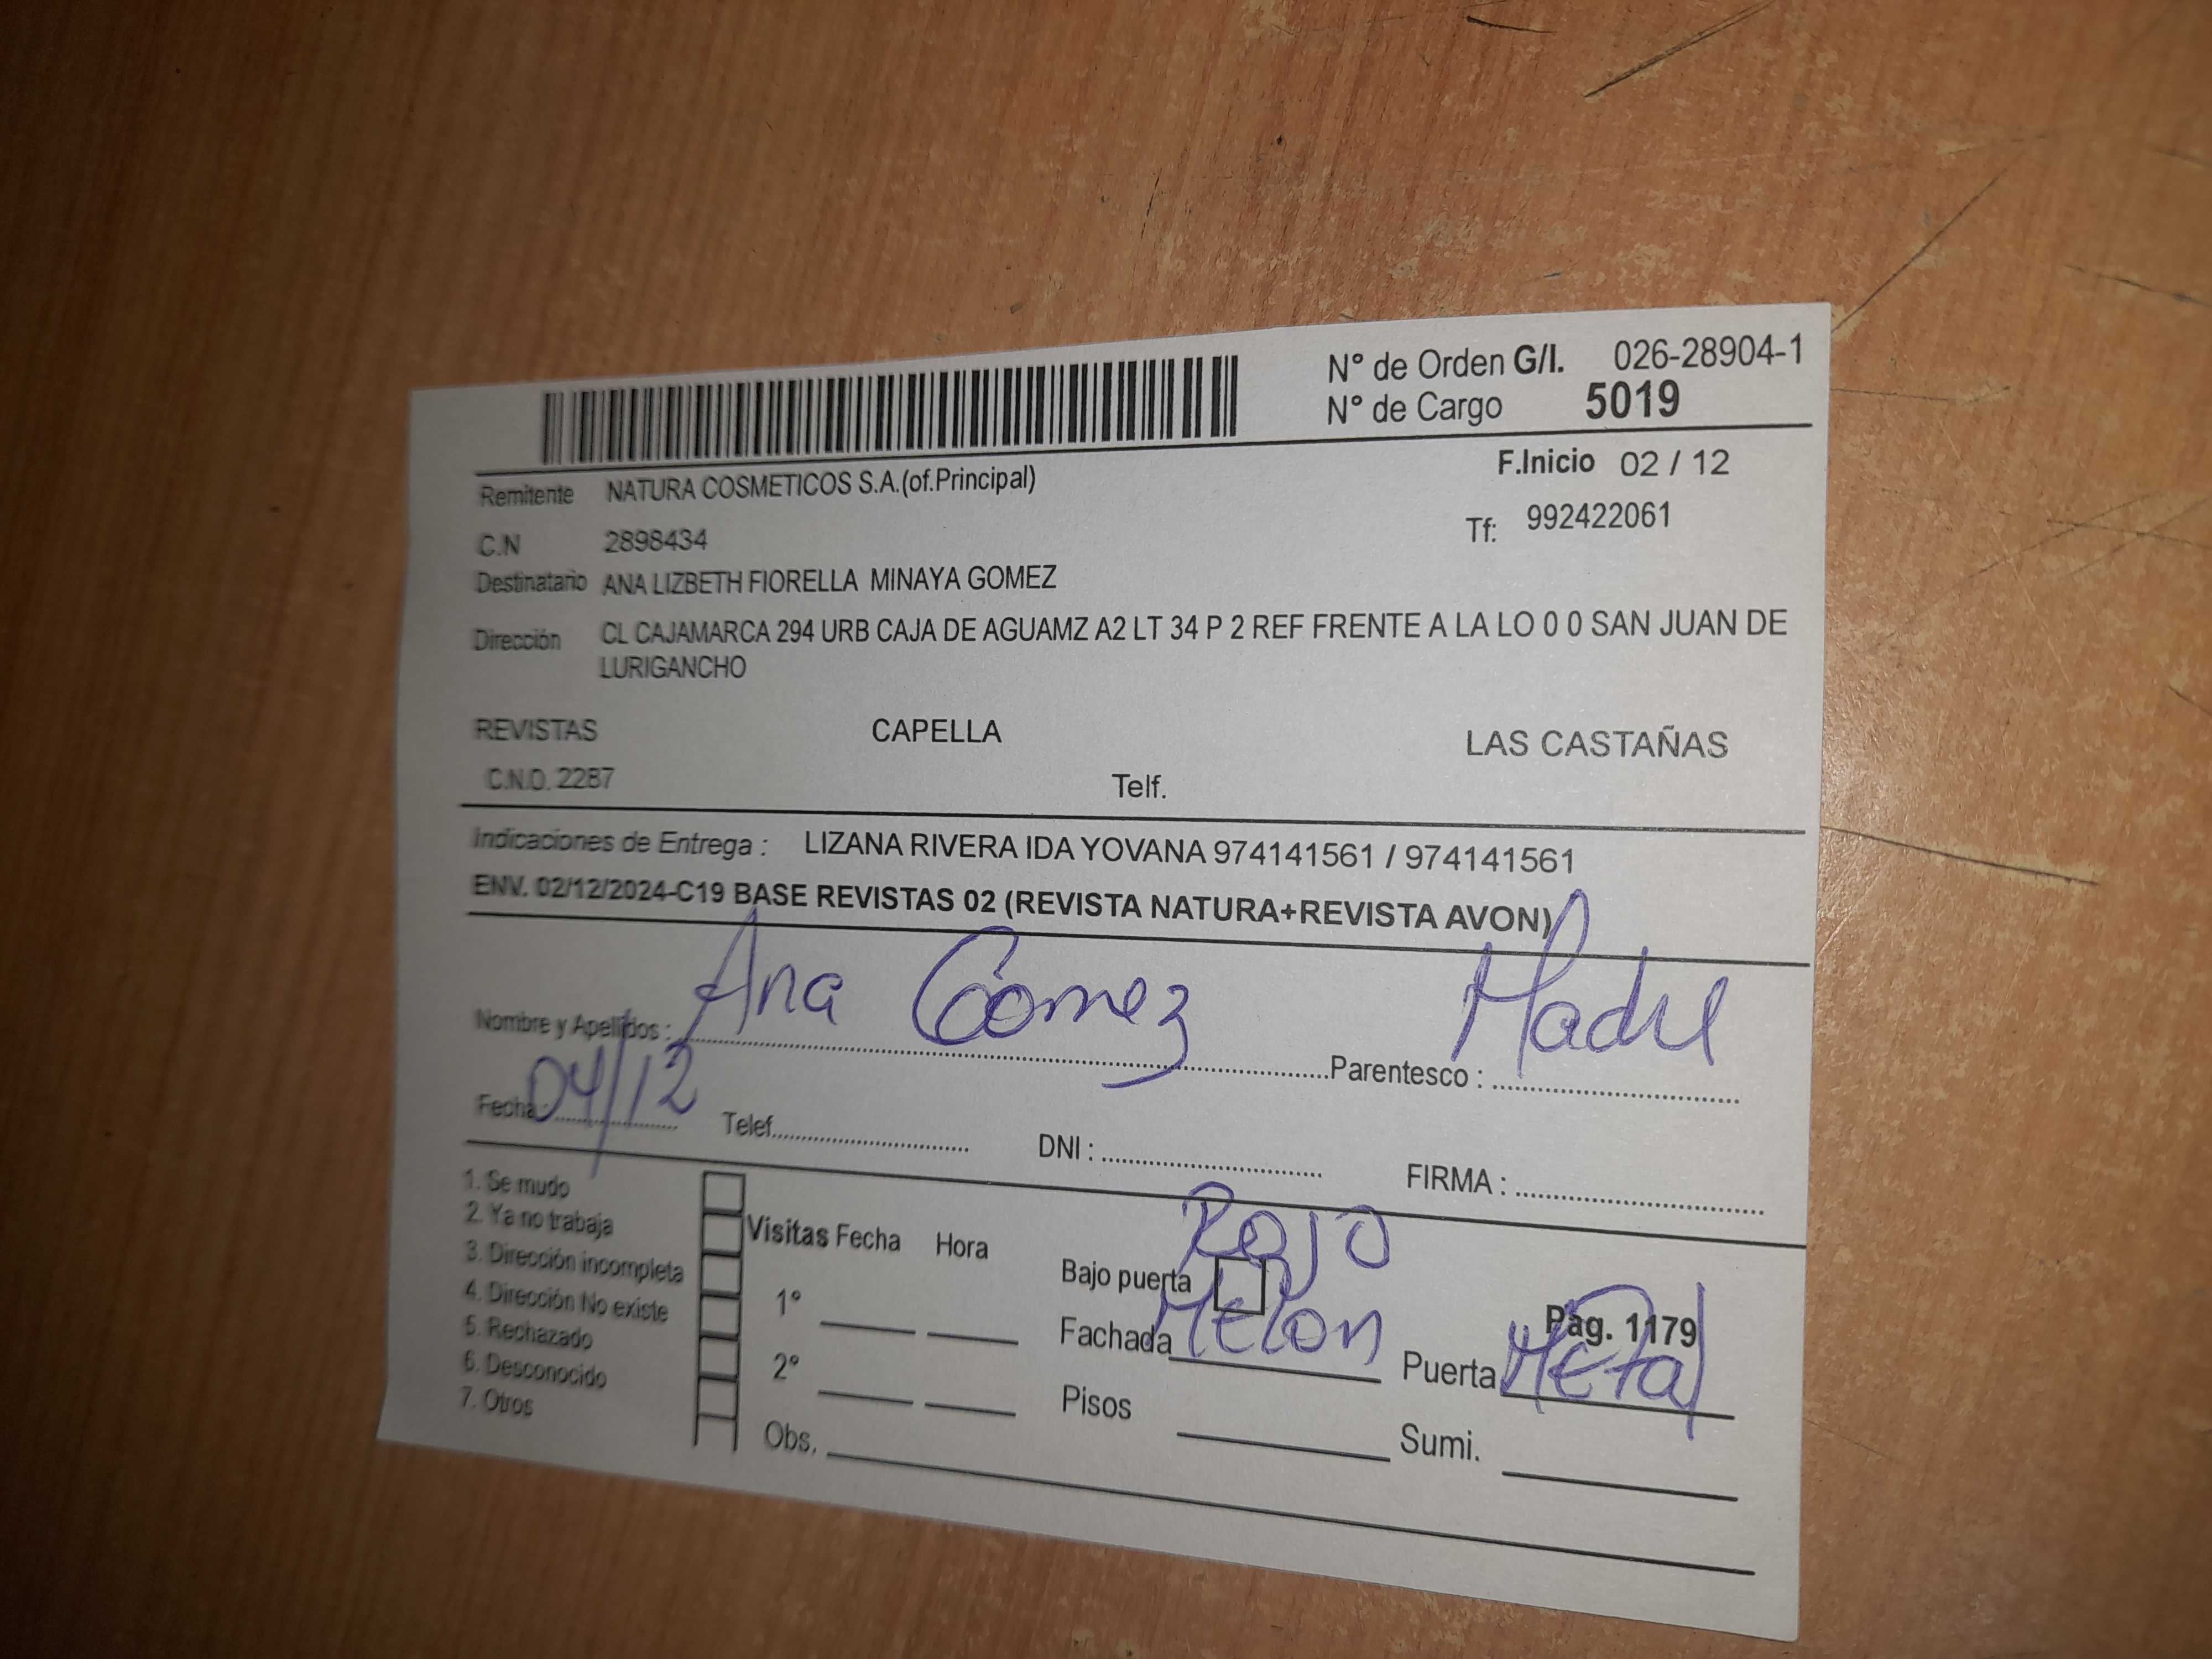 N° de Orden G/I. 026-28904-1
N° de Cargo 5019
F.Inicio 02 / 12
Remitente NATURA COSMETICOS S.A.(of.Principal)
Tf: 992422061
C.N 2898434
Destinatario ANA LIZBETH FIORELLA MINAYA GOMEZ
Dirección CL CAJAMARCA 294 URB CAJA DE AGUAMZ A2 LT 34 P 2 REF FRENTE A LA LO 0 0 SAN JUAN DE
LURIGANCHO
REVISTAS CAPELLA LAS CASTAÑAS
C.N.O. 2287 Telf.
Indicaciones de Entrega : LIZANA RIVERA IDA YOVANA 974141561 / 974141561
ENV. 02/12/2024-C19 BASE REVISTAS 02 (REVISTA NATURA+REVISTA AVON)
Nombre y Apellidos : Ana Gomez Parentesco : Madre
Fecha: 04/12 Telef. DNI : FIRMA :
1. Se mudo
2. Ya no trabaja
3. Dirección incompleta
4. Dirección No existe
5. Rechazado
6. Desconocido
7. Otros
Visitas Fecha Hora
1°
2°
Obs.
Rojo
Bajo puerta
Fachada Melon
Pisos
Pág. 1179
Puerta Metal
Sumi.